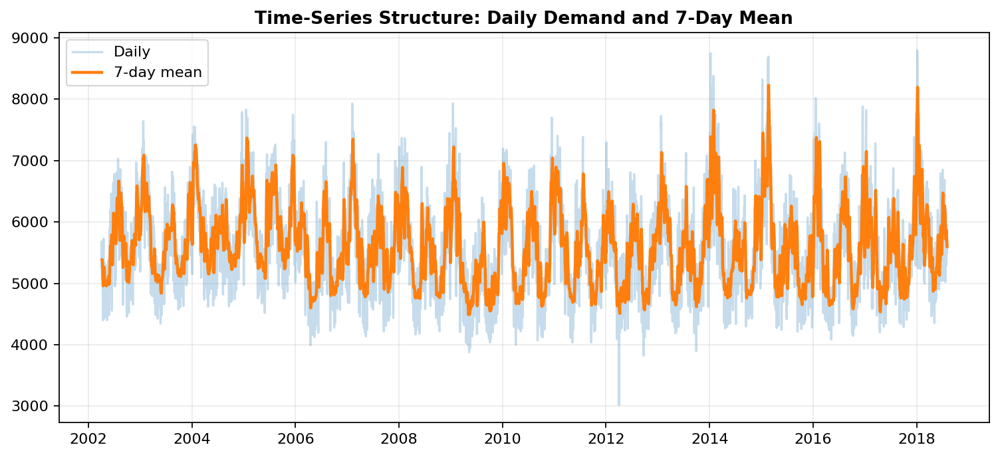 Time-Series Structure: Daily Demand and 7-Day Mean
Daily
7-day mean
9000
8000
7000
6000
5000
4000
3000
2002 2004 2006 2008 2010 2012 2014 2016 2018